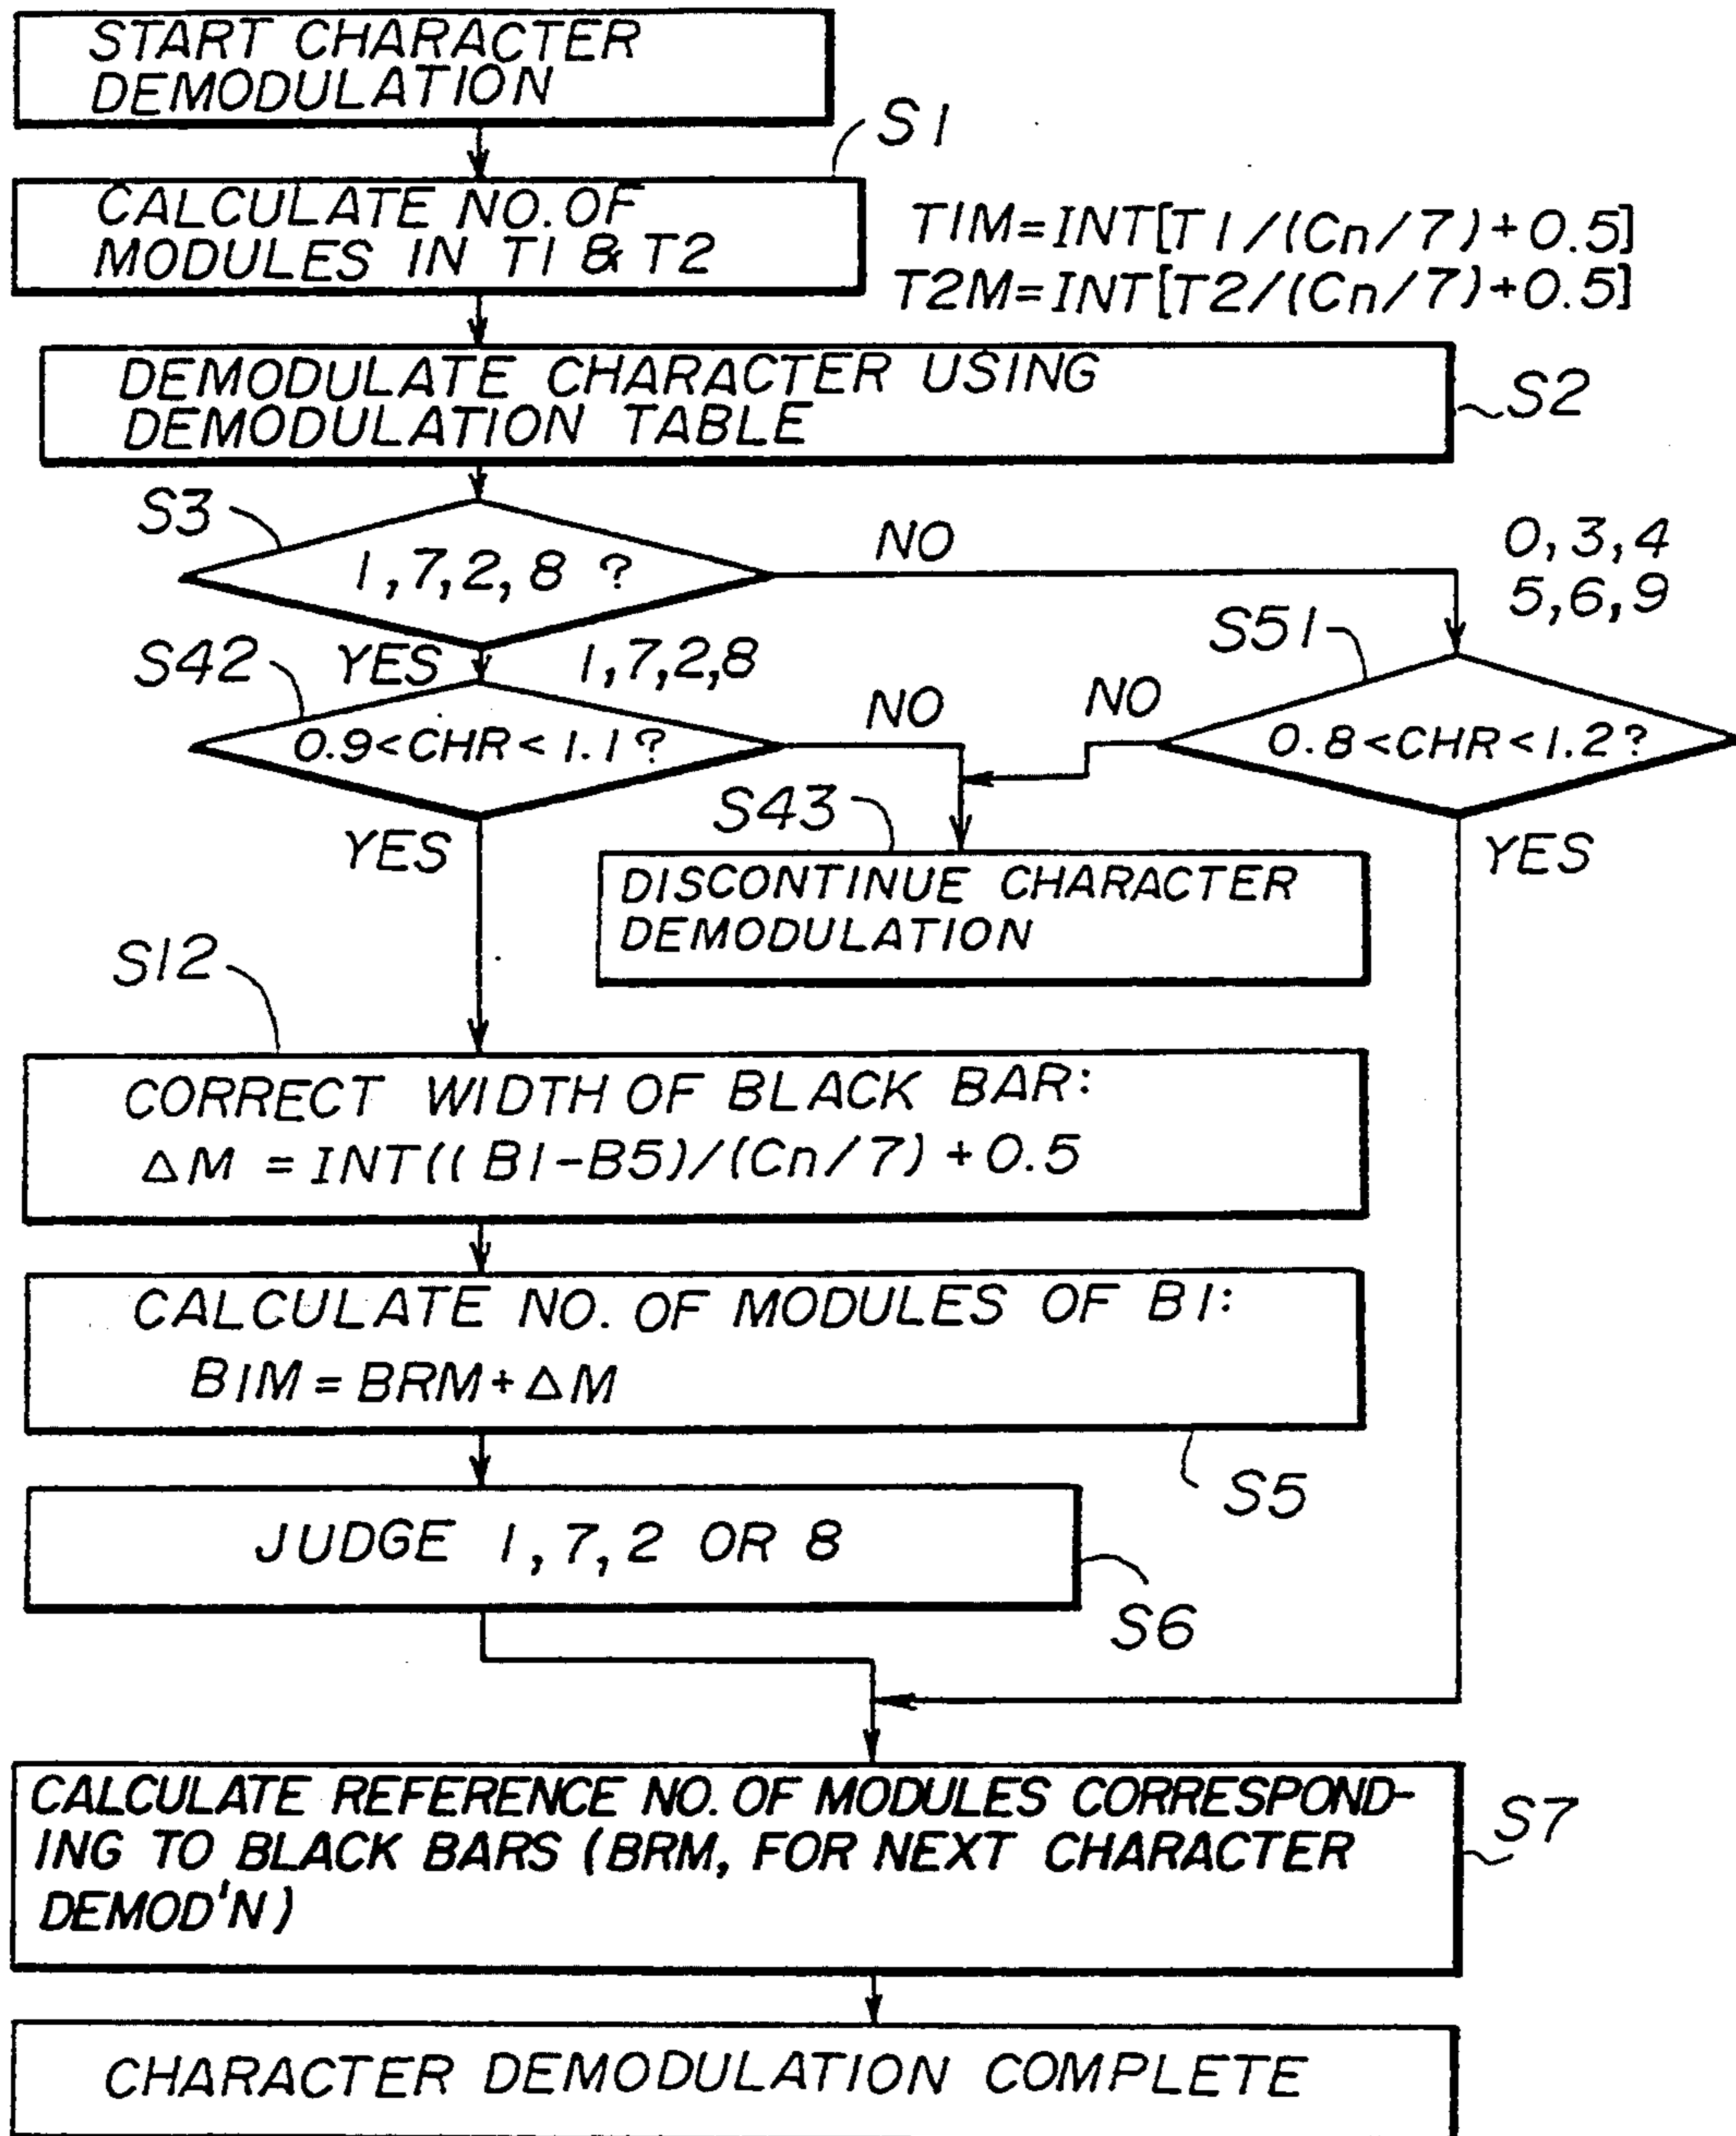 START CHARACTER
DEMODULATION
S1
CALCULATE NO. OF
MODULES IN T1 & T2
T1M=INT[T1/(Cn/7)+0.5]
T2M=INT[T2/(Cn/7)+0.5]
DEMODULATE CHARACTER USING
DEMODULATION TABLE
S2
S3
1,7,2,8 ?
NO
0,3,4
5,6,9
YES
1,7,2,8
S42
0.9<CHR<1.1?
NO
S51
NO
0.8<CHR<1.2?
YES
YES
S43
DISCONTINUE CHARACTER
DEMODULATION
S12
CORRECT WIDTH OF BLACK BAR:
ΔM = INT((B1-B5)/(Cn/7)+0.5
CALCULATE NO. OF MODULES OF B1:
B1M=BRM+ΔM
S5
JUDGE 1,7,2 OR 8
S6
CALCULATE REFERENCE NO. OF MODULES CORRESPOND-
ING TO BLACK BARS (BRM, FOR NEXT CHARACTER
DEMOD'N)
S7
CHARACTER DEMODULATION COMPLETE